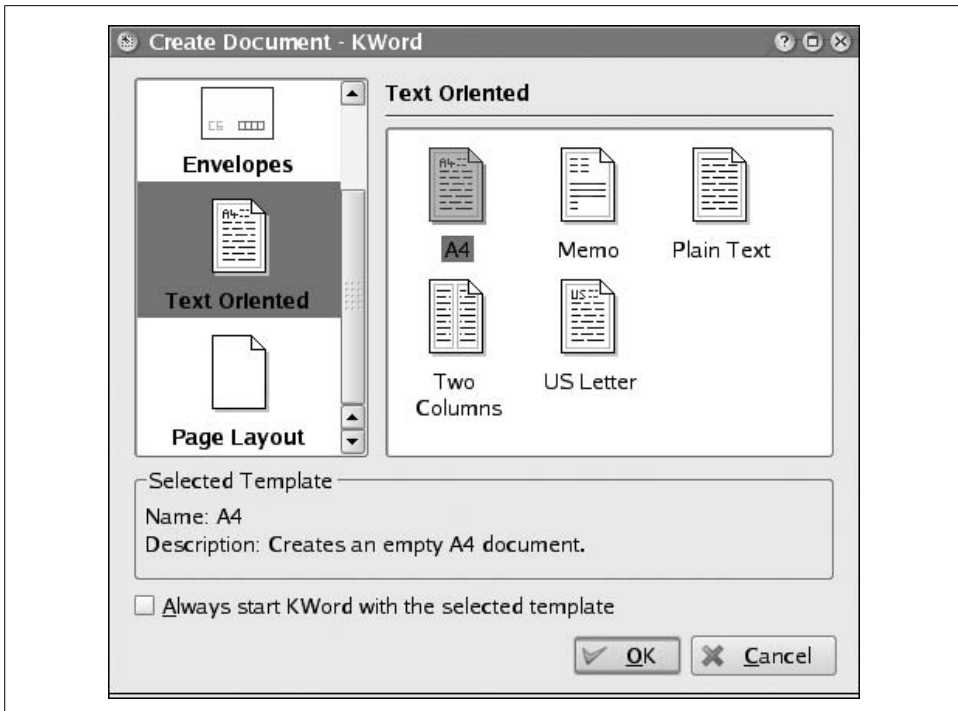 Create Document - KWord
Envelopes
Text Oriented
Page Layout
Text Oriented
A4
Memo
Plain Text
Two
Columns
US Letter
Selected Template
Name: A4
Description: Creates an empty A4 document.
Always start KWord with the selected template
OK
Cancel